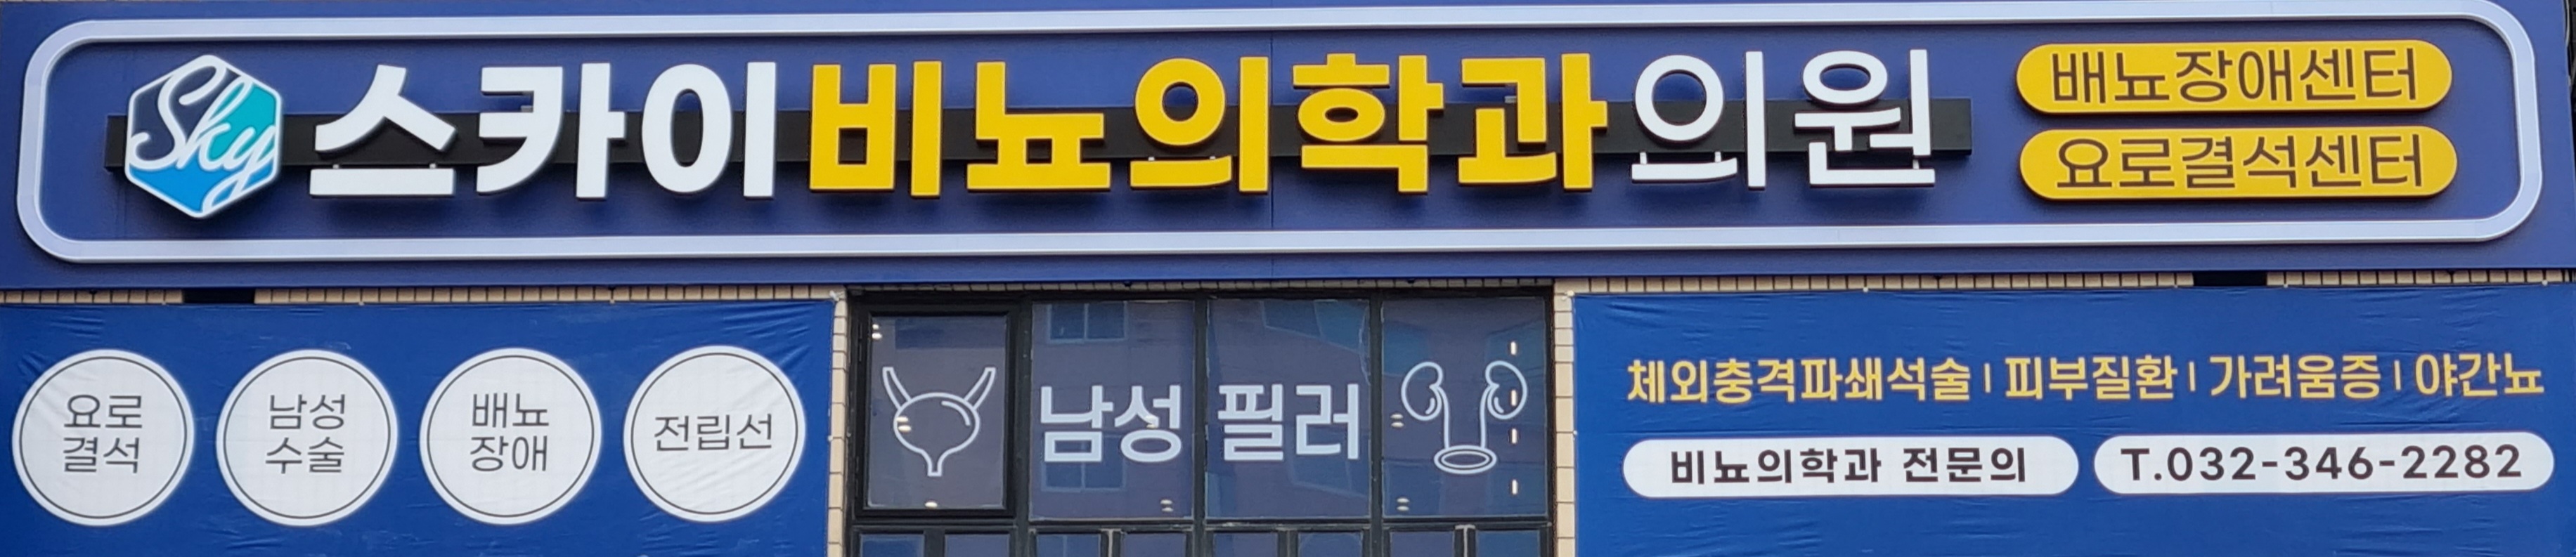 Sky 스카이비뇨의학과의원
배뇨장애센터
요로결석센터
요로
결석
남성
수술
배뇨
장애
전립선
남성 필러
체외충격파쇄석술 | 피부질환 | 가려움증 | 야간뇨
비뇨의학과 전문의
T.032-346-2282